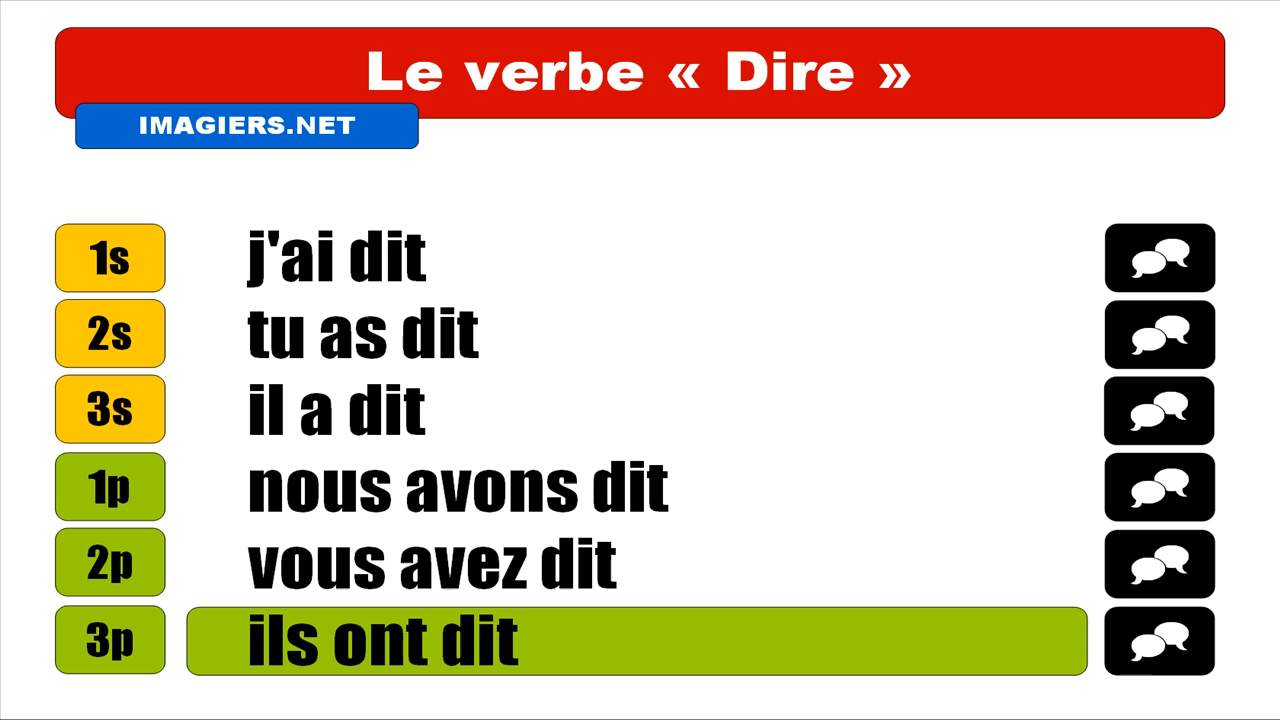 Le verbe « Dire »
IMAGIERS.NET
1s j'ai dit
2s tu as dit
3s il a dit
1p nous avons dit
2p vous avez dit
3p ils ont dit